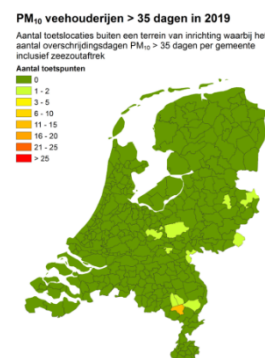 PM₁₀ veehouderijen > 35 dagen in 2019
Aantal toetslocaties buiten een terrein van inrichting waarbij het
aantal overschrijdingsdagen PM₁₀ > 35 dagen per gemeente
inclusief zeezoutaftrek
Aantal toetspunten
0
1 - 2
3 - 5
6 - 10
11 - 15
16 - 20
21 - 25
> 25